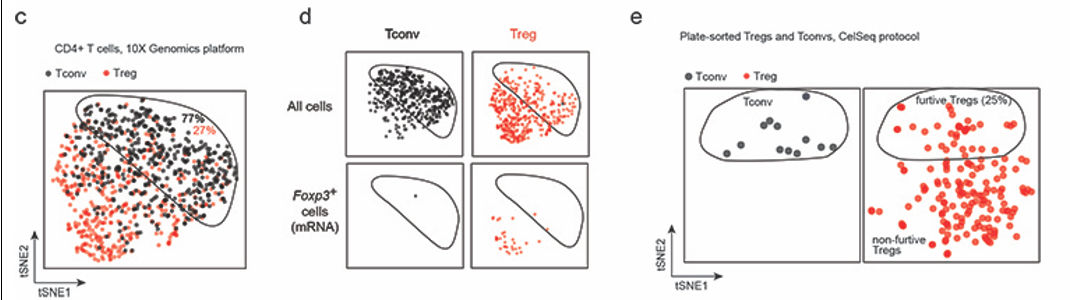 c
CD4+ T cells, 10X Genomics platform
Tconv Treg
77%
27%
tSNE2
tSNE1
d
Tconv Treg
All cells
Foxp3+
cells
(mRNA)
e
Plate-sorted Tregs and Tconvs, CelSeq protocol
Tconv Treg
Tconv
furtive Tregs (25%)
non-furtive
Tregs
tSNE2
tSNE1